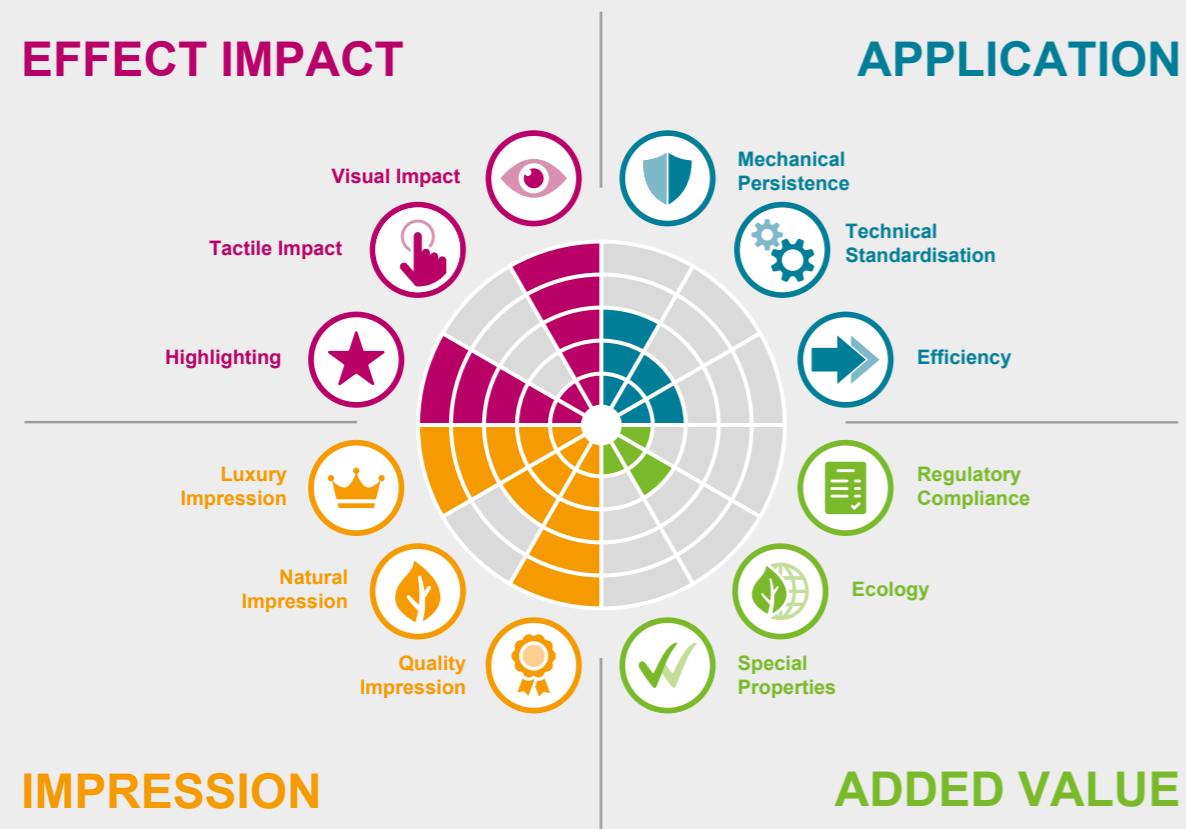 EFFECT IMPACT
APPLICATION
Visual Impact
Tactile Impact
Highlighting
Mechanical
Persistence
Technical
Standardisation
Efficiency
Luxury
Impression
Natural
Impression
Quality
Impression
Regulatory
Compliance
Ecology
Special
Properties
IMPRESSION
ADDED VALUE